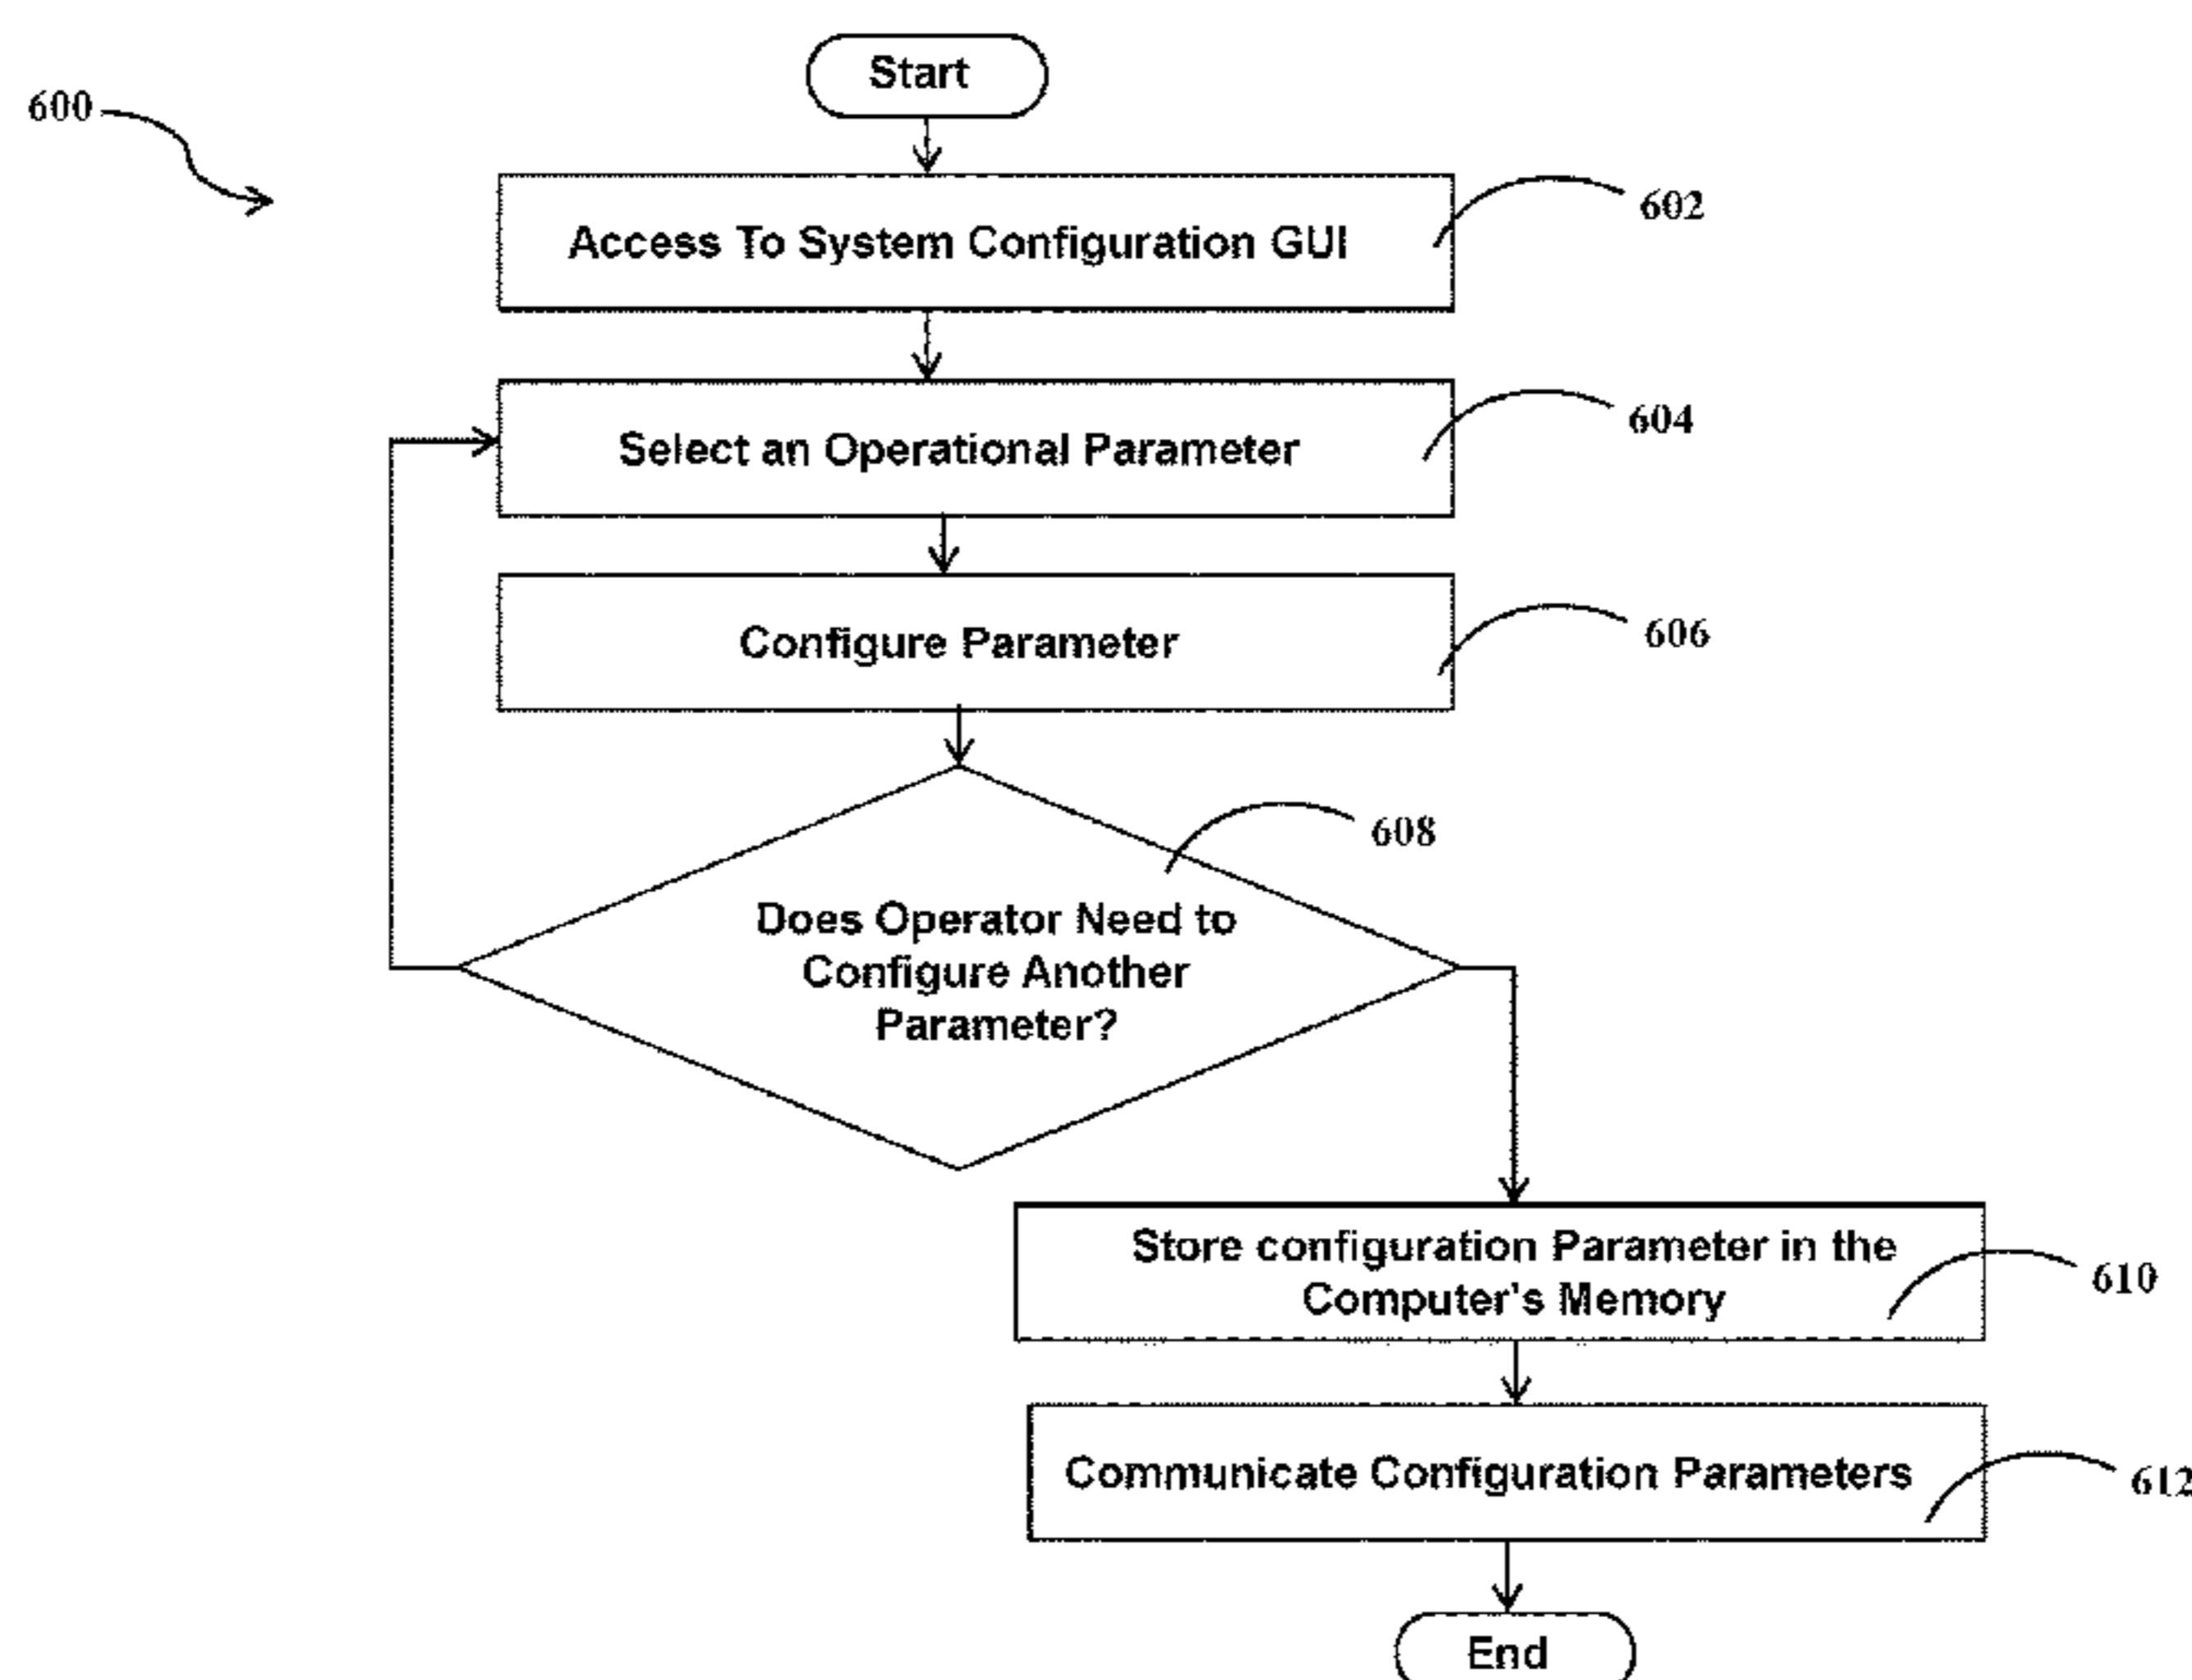 Start
600
Access To System Configuration GUI
602
Select an Operational Parameter
604
Configure Parameter
606
608
Does Operator Need to
Configure Another
Parameter?
Store configuration Parameter in the
Computer's Memory
610
Communicate Configuration Parameters
612
End